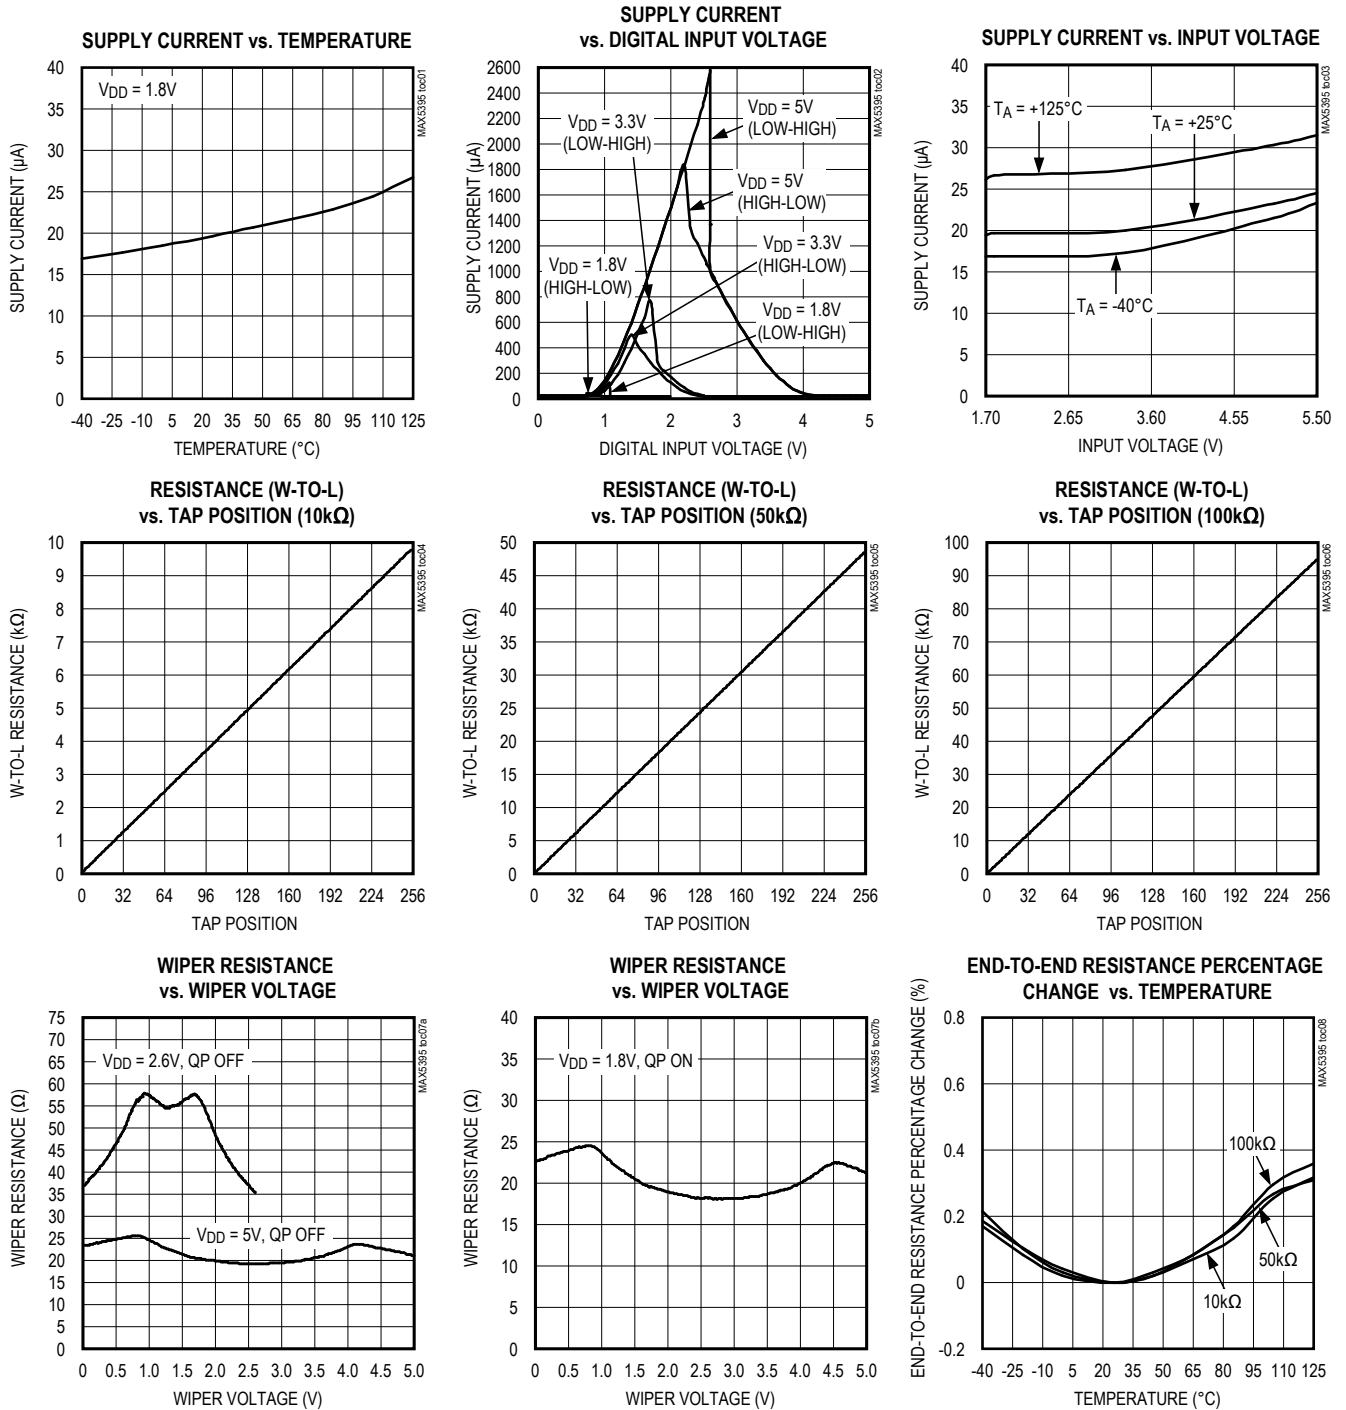 SUPPLY CURRENT vs. TEMPERATURE
MAX5395 toc01
VDD = 1.8V
SUPPLY CURRENT (µA)
40
35
30
25
20
15
10
5
0
-40 -25 -10 5 20 35 50 65 80 95 110 125
TEMPERATURE (°C)
SUPPLY CURRENT
vs. DIGITAL INPUT VOLTAGE
MAX5395 toc02
SUPPLY CURRENT (µA)
2600
2400
2200
2000
1800
1600
1400
1200
1000
800
600
400
200
0
VDD = 5V
(LOW-HIGH)
VDD = 3.3V
(LOW-HIGH)
VDD = 5V
(HIGH-LOW)
VDD = 3.3V
(HIGH-LOW)
VDD = 1.8V
(HIGH-LOW)
VDD = 1.8V
(LOW-HIGH)
0 1 2 3 4 5
DIGITAL INPUT VOLTAGE (V)
SUPPLY CURRENT vs. INPUT VOLTAGE
MAX5395 toc03
SUPPLY CURRENT (µA)
40
35
30
25
20
15
10
5
0
TA = +125°C
TA = +25°C
TA = -40°C
1.70 2.65 3.60 4.55 5.50
INPUT VOLTAGE (V)
RESISTANCE (W-TO-L)
vs. TAP POSITION (10kΩ)
MAX5395 toc04
W-TO-L RESISTANCE (kΩ)
10
9
8
7
6
5
4
3
2
1
0
0 32 64 96 128 160 192 224 256
TAP POSITION
RESISTANCE (W-TO-L)
vs. TAP POSITION (50kΩ)
MAX5395 toc05
W-TO-L RESISTANCE (kΩ)
50
45
40
35
30
25
20
15
10
5
0
0 32 64 96 128 160 192 224 256
TAP POSITION
RESISTANCE (W-TO-L)
vs. TAP POSITION (100kΩ)
MAX5395 toc06
W-TO-L RESISTANCE (kΩ)
100
90
80
70
60
50
40
30
20
10
0
0 32 64 96 128 160 192 224 256
TAP POSITION
WIPER RESISTANCE
vs. WIPER VOLTAGE
MAX5395 toc07a
WIPER RESISTANCE (Ω)
75
70
65
60
55
50
45
40
35
30
25
20
15
10
5
0
VDD = 2.6V, QP OFF
VDD = 5V, QP OFF
0 0.5 1.0 1.5 2.0 2.5 3.0 3.5 4.0 4.5 5.0
WIPER VOLTAGE (V)
WIPER RESISTANCE
vs. WIPER VOLTAGE
MAX5395 toc07b
WIPER RESISTANCE (Ω)
40
35
30
25
20
15
10
5
0
VDD = 1.8V, QP ON
0 0.5 1.0 1.5 2.0 2.5 3.0 3.5 4.0 4.5 5.0
WIPER VOLTAGE (V)
END-TO-END RESISTANCE PERCENTAGE
CHANGE vs. TEMPERATURE
MAX5395 toc08
END-TO-END RESISTANCE PERCENTAGE CHANGE (%)
0.8
0.6
0.4
0.2
0
-0.2
100kΩ
50kΩ
10kΩ
-40 -25 -10 5 20 35 50 65 80 95 110 125
TEMPERATURE (°C)